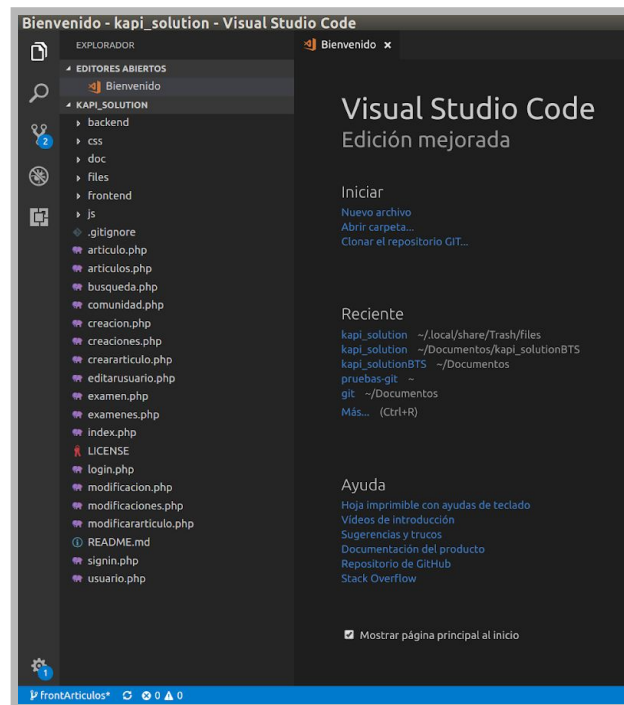 Bienvenido - kapi_solution - Visual Studio Code
EXPLORADOR
EDITORES ABIERTOS
Bienvenido
KAPI_SOLUTION
backend
css
doc
files
frontend
js
.gitignore
articulo.php
articulos.php
busqueda.php
comunidad.php
creacion.php
creaciones.php
creararticulo.php
editarusuario.php
examen.php
examenes.php
index.php
LICENSE
login.php
modificacion.php
modificaciones.php
modificararticulo.php
README.md
signin.php
usuario.php
2
1
Bienvenido ×
Visual Studio Code
Edición mejorada
Iniciar
Nuevo archivo
Abrir carpeta...
Clonar el repositorio GIT...
Reciente
kapi_solution ~/.local/share/Trash/files
kapi_solution ~/Documentos/kapi_solutionBTS
kapi_solutionBTS ~/Documentos
pruebas-git ~
git ~/Documentos
Más... (Ctrl+R)
Ayuda
Hoja imprimible con ayudas de teclado
Vídeos de introducción
Sugerencias y trucos
Documentación del producto
Repositorio de GitHub
Stack Overflow
Mostrar página principal al inicio
frontArticulos* 0 0